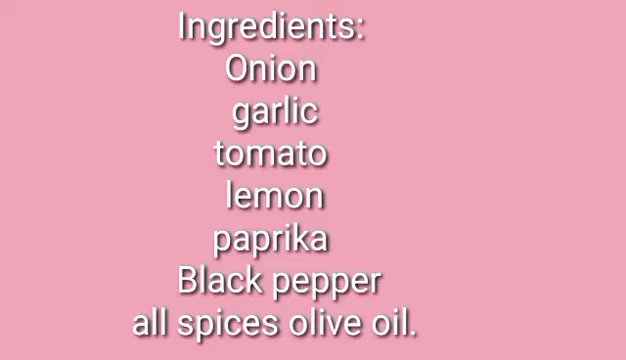 Ingredients:
Onion
garlic
tomato
lemon
paprika
Black pepper
all spices olive oil.